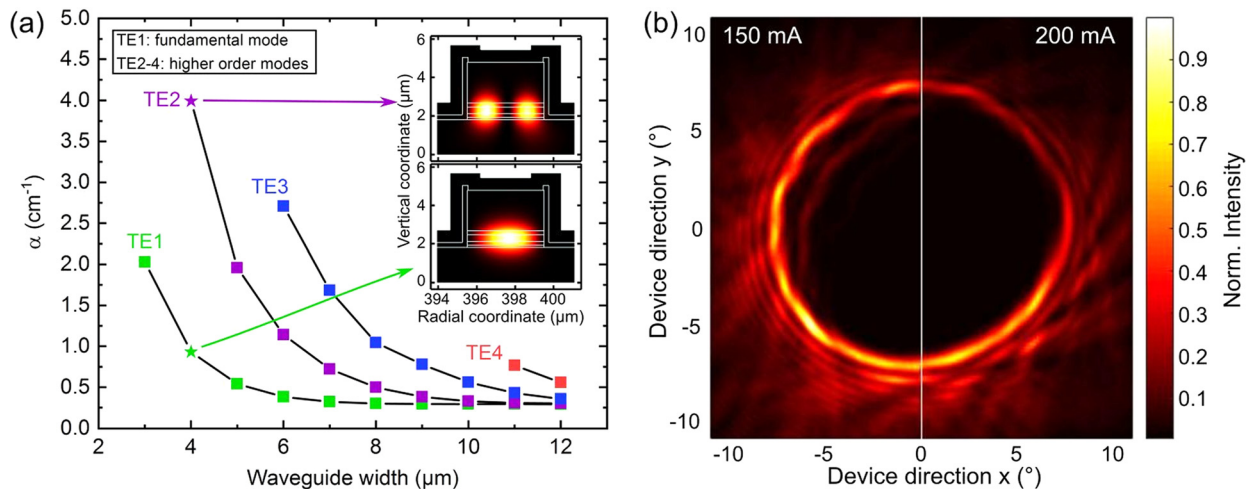 (a)
TE1: fundamental mode
TE2-4: higher order modes
TE1
TE2
TE3
TE4
α (cm⁻¹)
5.0
4.5
4.0
3.5
3.0
2.5
2.0
1.5
1.0
0.5
0.0
2
4
6
8
10
12
Waveguide width (µm)
Vertical coordinate (µm)
6
4
2
0
6
4
2
0
394
396
398
400
Radial coordinate (µm)
(b)
150 mA
200 mA
Device direction y (°)
10
5
0
-5
-10
-10
-5
0
5
10
Device direction x (°)
0.9
0.8
0.7
0.6
0.5
0.4
0.3
0.2
0.1
Norm. Intensity